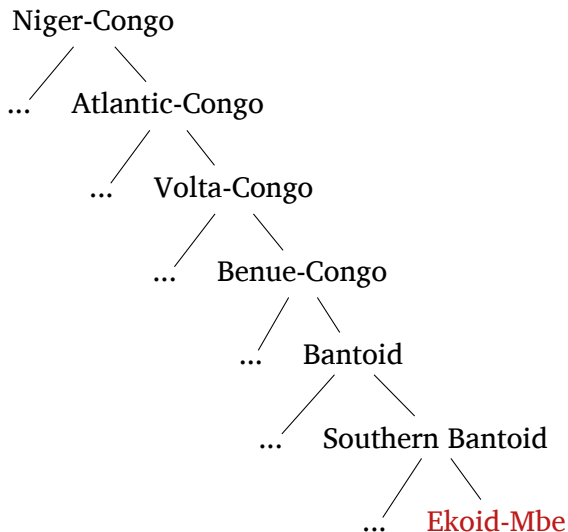 Niger-Congo
... Atlantic-Congo
... Volta-Congo
... Benue-Congo
... Bantoid
... Southern Bantoid
... Ekoid-Mbe